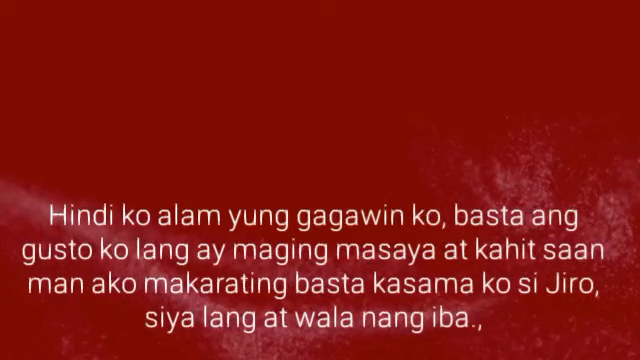 Hindi ko alam yung gagawin ko, basta ang
gusto ko lang ay maging masaya at kahit saan
man ako makarating basta kasama ko si Jiro,
siya lang at wala nang iba.,